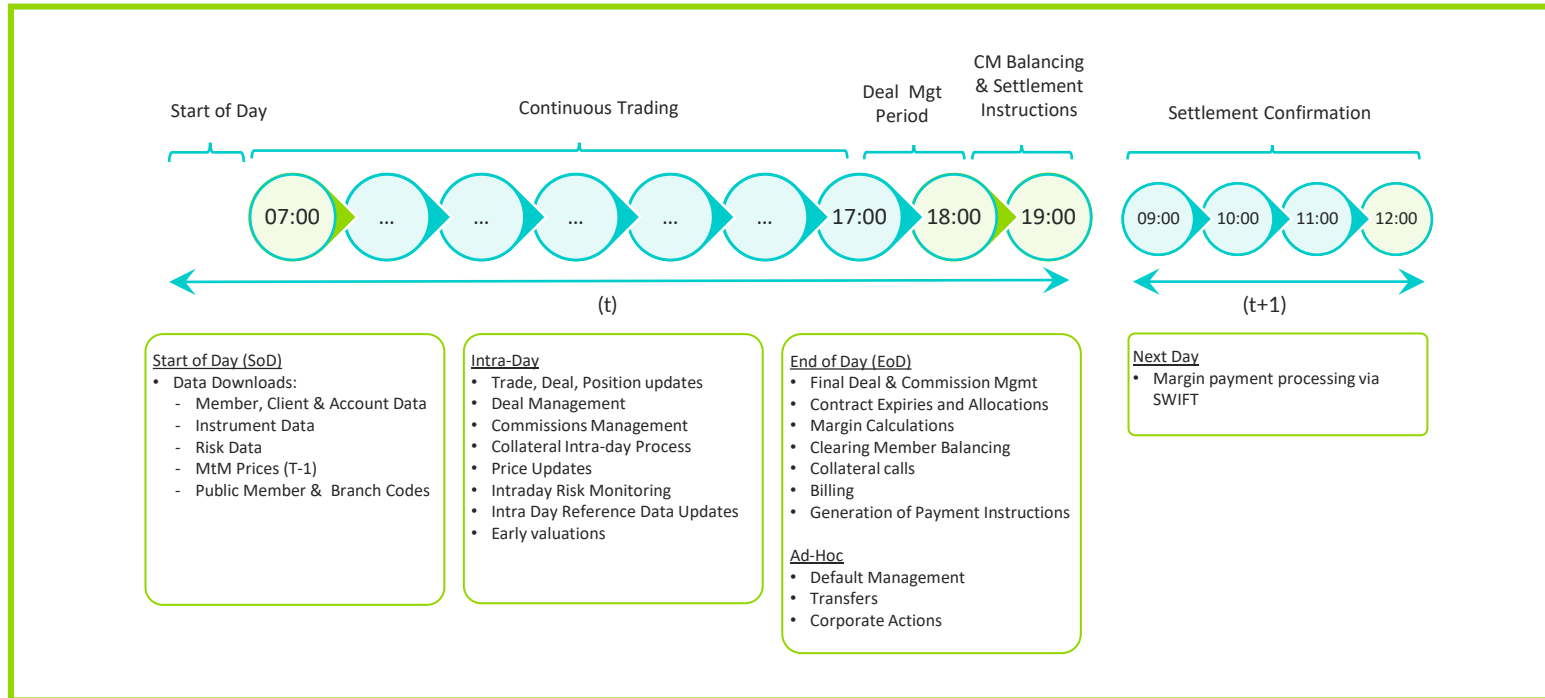 Start of Day
Continuous Trading
Deal Mgt
Period
CM Balancing
& Settlement
Instructions
Settlement Confirmation
07:00
...
...
...
...
...
17:00
18:00
19:00
09:00
10:00
11:00
12:00
(t)
(t+1)
Start of Day (SoD)
• Data Downloads:
- Member, Client & Account Data
- Instrument Data
- Risk Data
- MtM Prices (T-1)
- Public Member & Branch Codes
Intra-Day
• Trade, Deal, Position updates
• Deal Management
• Commissions Management
• Collateral Intra-day Process
• Price Updates
• Intraday Risk Monitoring
• Intra Day Reference Data Updates
• Early valuations
End of Day (EoD)
• Final Deal & Commission Mgmt
• Contract Expiries and Allocations
• Margin Calculations
• Clearing Member Balancing
• Collateral calls
• Billing
• Generation of Payment Instructions
Ad-Hoc
• Default Management
• Transfers
• Corporate Actions
Next Day
• Margin payment processing via
SWIFT